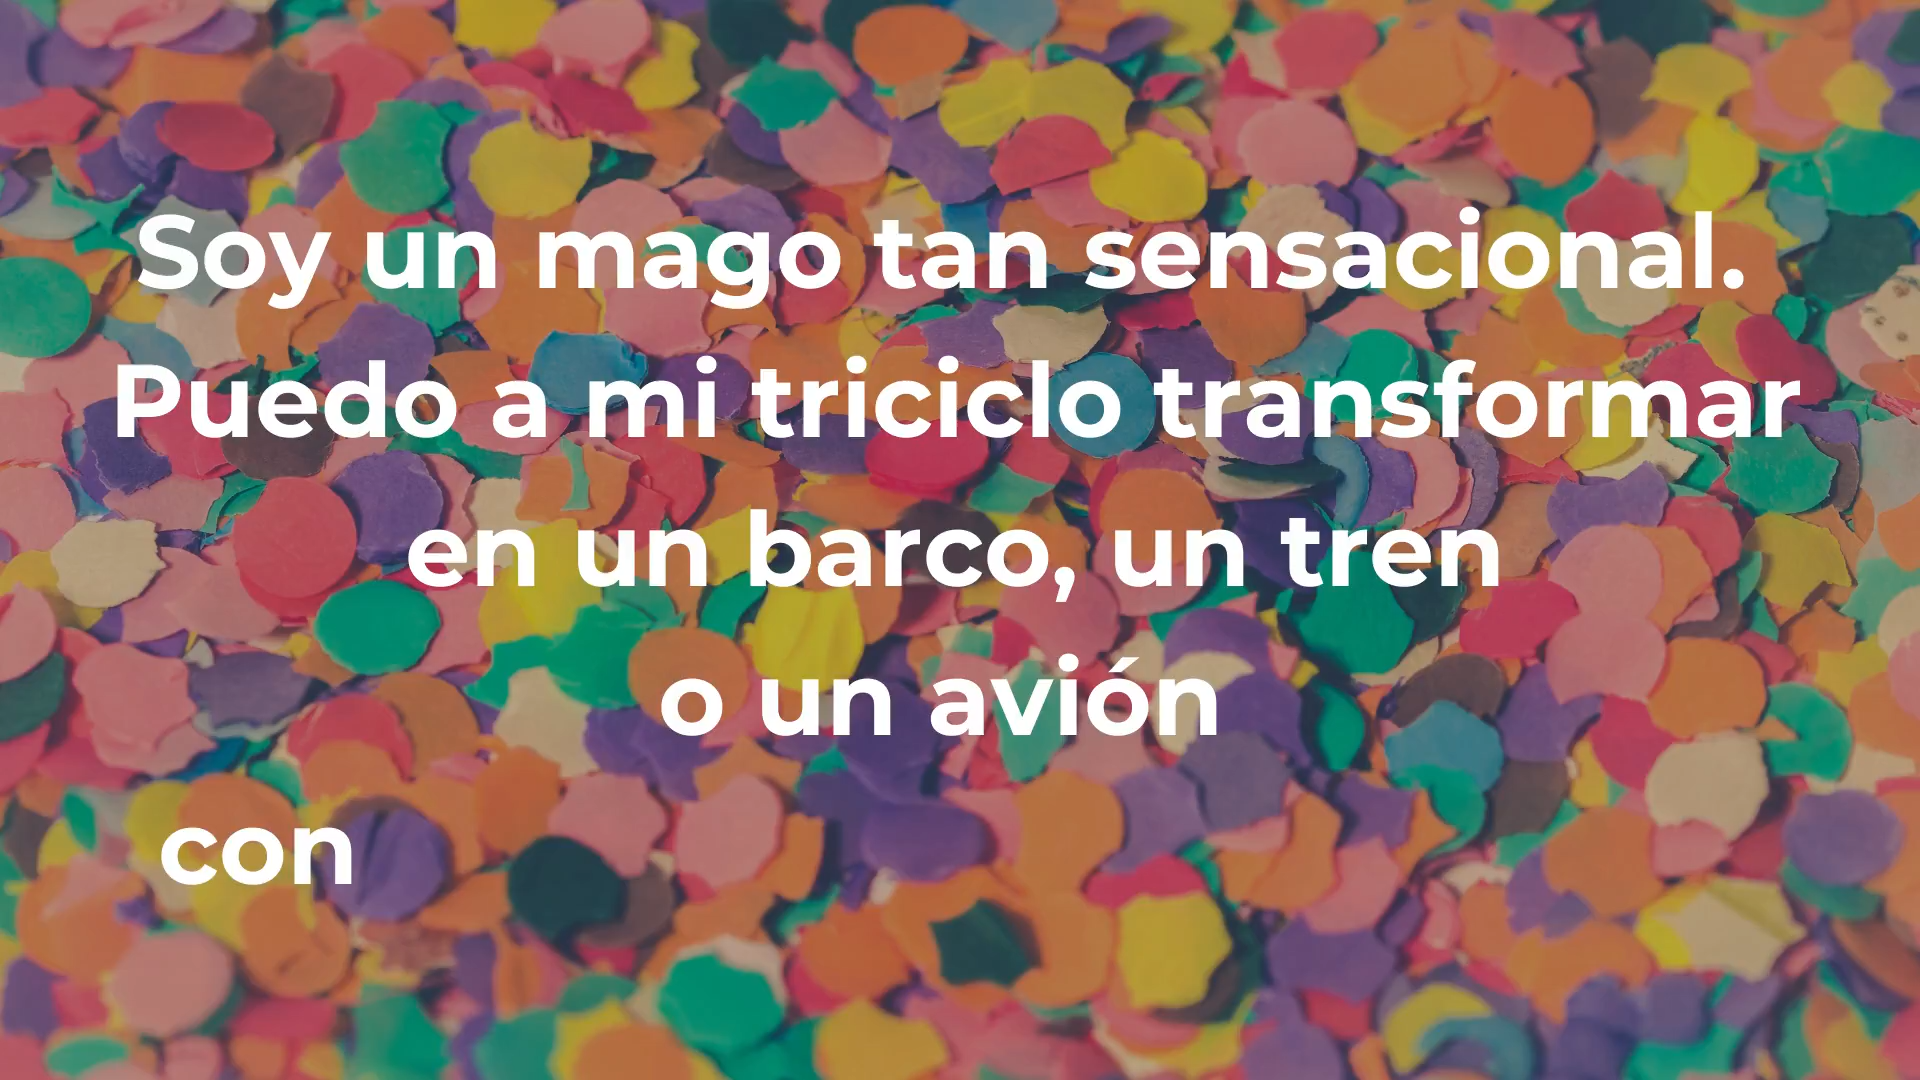 Soy un mago tan sensacional.
Puedo a mi triciclo transformar
en un barco, un tren
o un avión
con